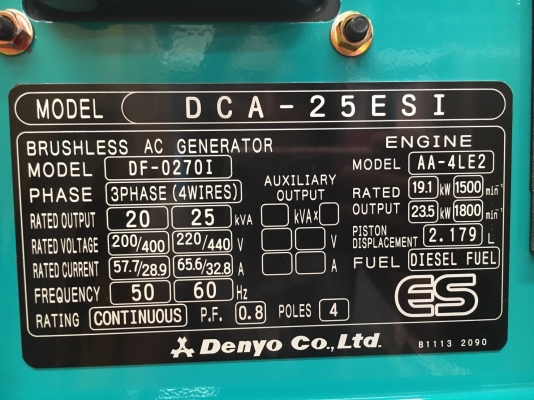 MODEL DCA-25ESI
BRUSHLESS AC GENERATOR
MODEL DF-0270I
PHASE 3PHASE (4WIRES)
RATED OUTPUT 20 25 kVA
RATED VOLTAGE 200/400 220/440 V
RATED CURRENT 57.7/28.9 65.6/32.8 A
FREQUENCY 50 60 Hz
RATING CONTINUOUS P.F. 0.8 POLES 4
AUXILIARY
OUTPUT
kVA×
V
A
ENGINE
MODEL AA-4LE2
RATED OUTPUT 19.1 kW 1500 min⁻¹
23.5 kW 1800 min⁻¹
PISTON
DISPLACEMENT 2.179 L
FUEL DIESEL FUEL
ES
Denyo Co., Ltd.
B1113 2090